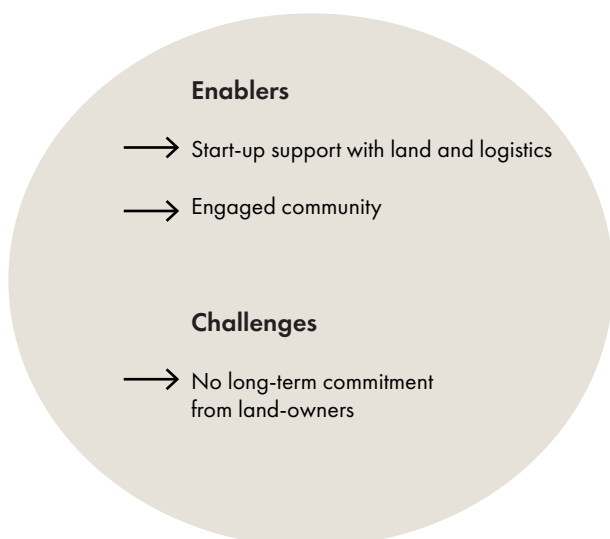 Enablers
Start-up support with land and logistics
Engaged community
Challenges
No long-term commitment
from land-owners